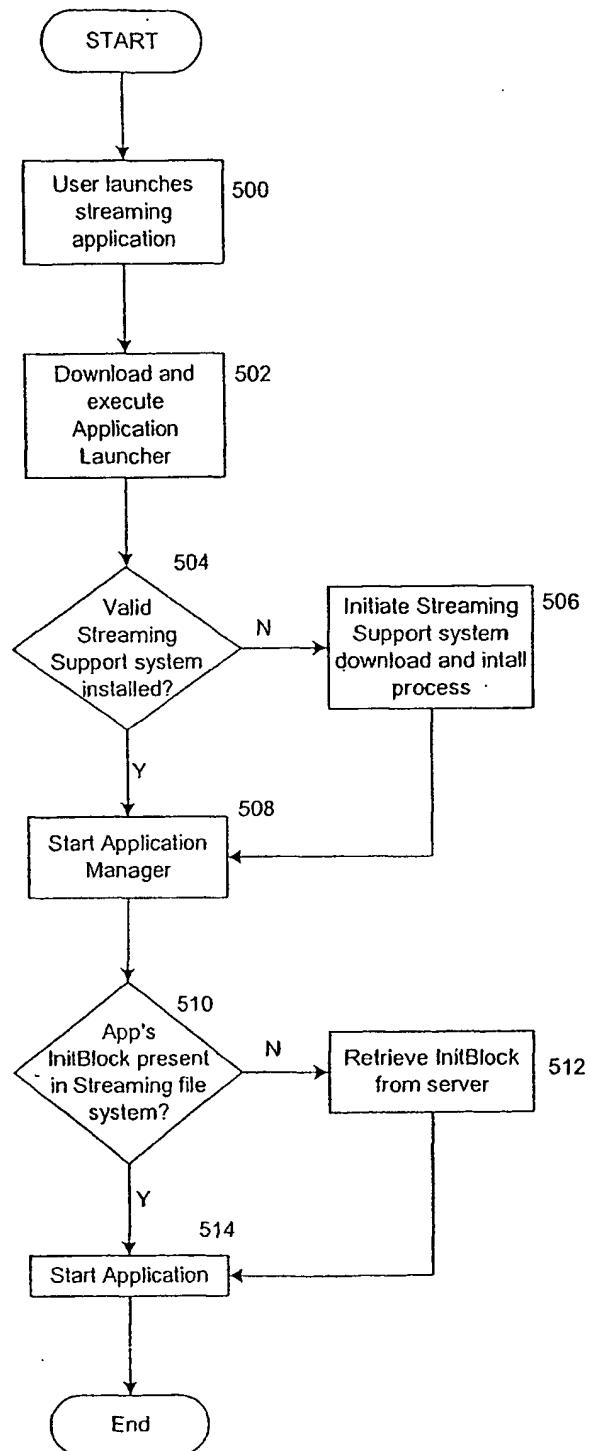 START
User launches
streaming
application
500
Download and
execute
Application
Launcher
502
504
Valid
Streaming
Support system
installed?
N
Initiate Streaming
Support system
download and intall
process
506
Y
508
Start Application
Manager
510
App's
InitBlock present
in Streaming file
system?
N
Retrieve InitBlock
from server
512
Y
514
Start Application
End